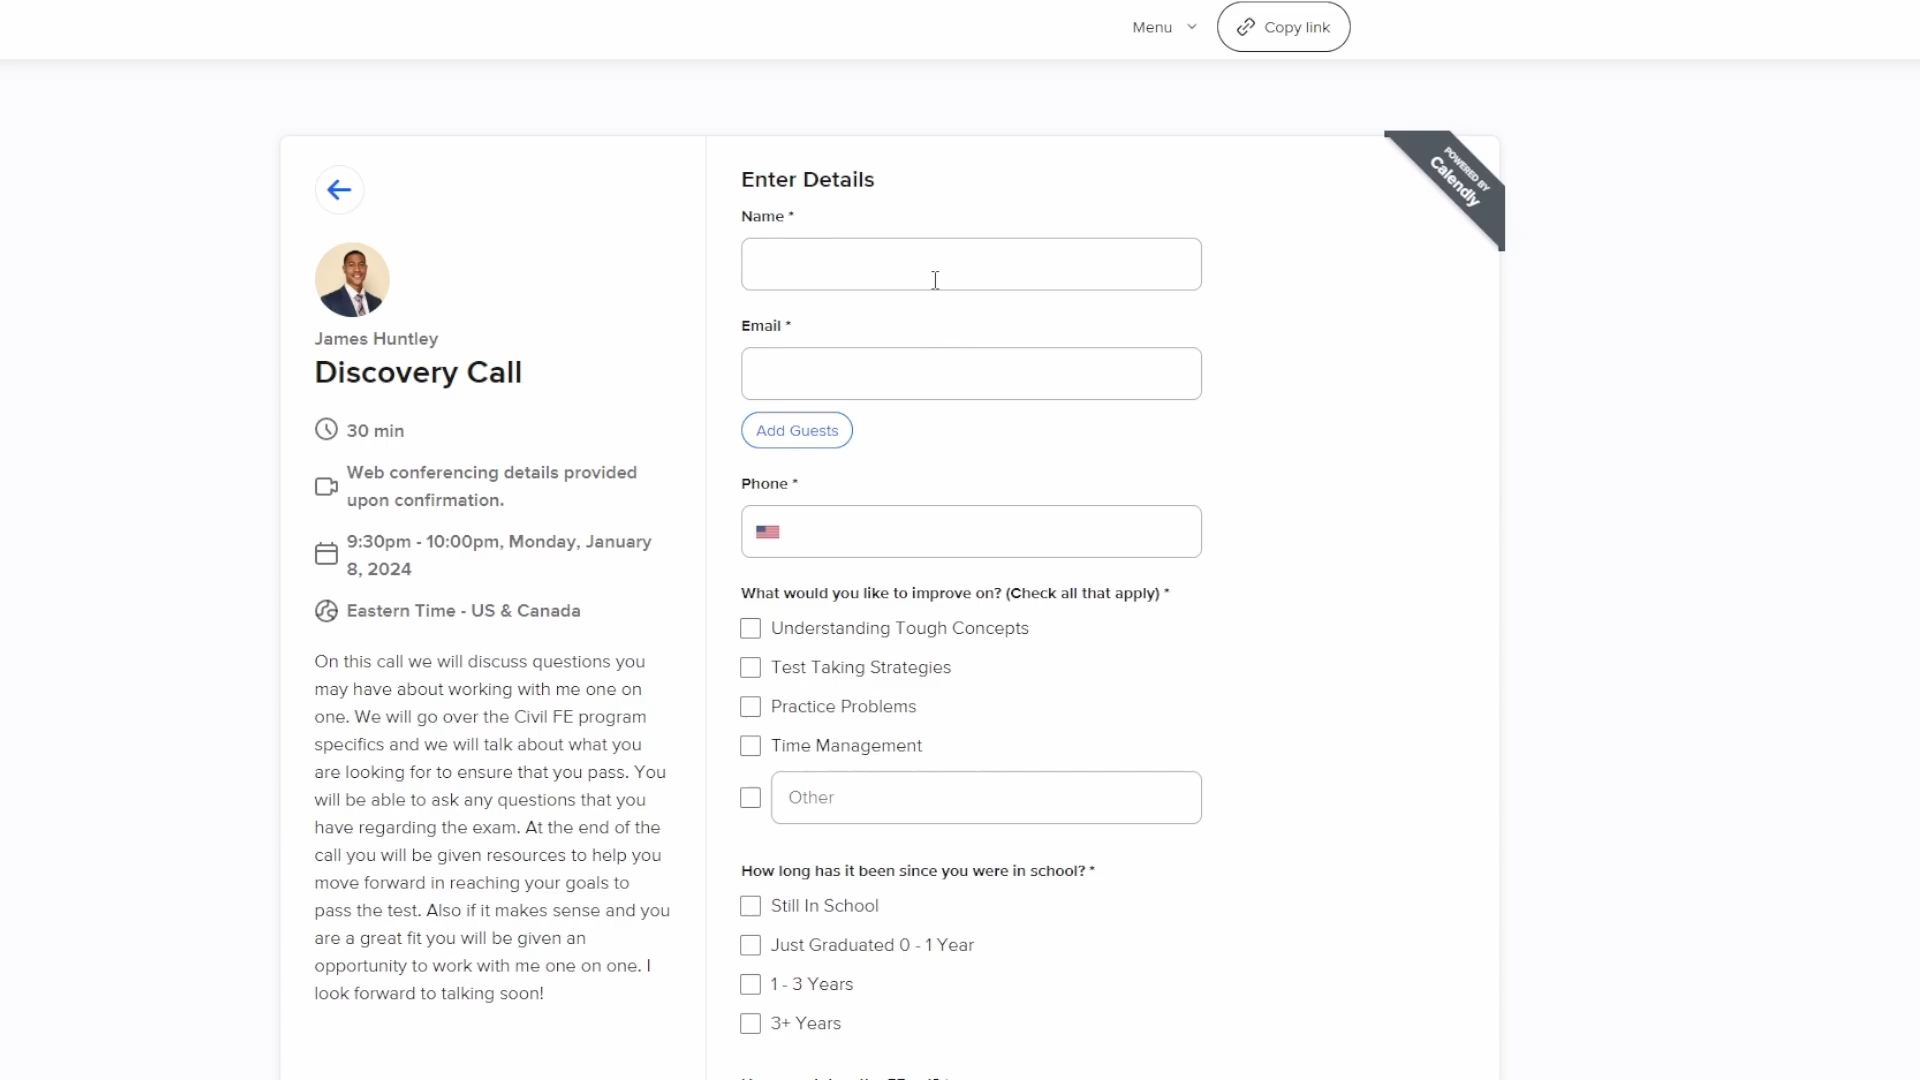 Menu
Copy link
POWERED BY
Calendly
James Huntley
Discovery Call
30 min
Web conferencing details provided
upon confirmation.
9:30pm - 10:00pm, Monday, January
8, 2024
Eastern Time - US & Canada
On this call we will discuss questions you
may have about working with me one on
one. We will go over the Civil FE program
specifics and we will talk about what you
are looking for to ensure that you pass. You
will be able to ask any questions that you
have regarding the exam. At the end of the
call you will be given resources to help you
move forward in reaching your goals to
pass the test. Also if it makes sense and you
are a great fit you will be given an
opportunity to work with me one on one. I
look forward to talking soon!
Enter Details
Name *
Email *
Add Guests
Phone *
What would you like to improve on? (Check all that apply) *
Understanding Tough Concepts
Test Taking Strategies
Practice Problems
Time Management
Other
How long has it been since you were in school? *
Still In School
Just Graduated 0 - 1 Year
1 - 3 Years
3+ Years